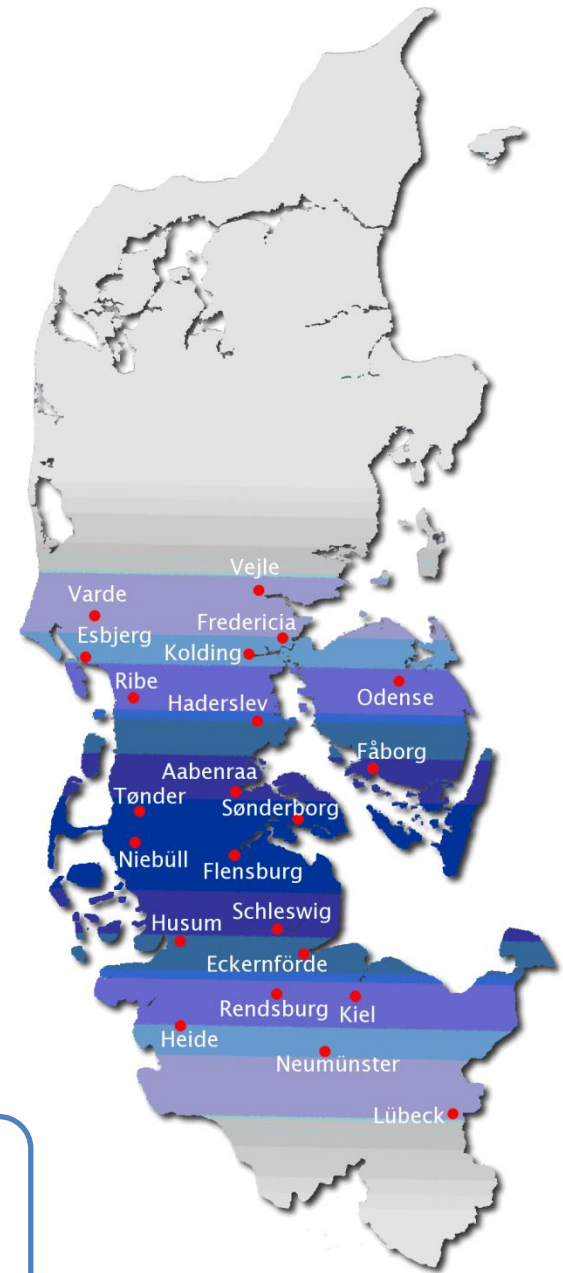 Vejle
Varde
Fredericia
Esbjerg
Kolding
Ribe
Odense
Haderslev
Fåborg
Aabenraa
Tønder
Sønderborg
Niebüll
Flensburg
Schleswig
Husum
Eckernförde
Rendsburg
Kiel
Heide
Neumünster
Lübeck